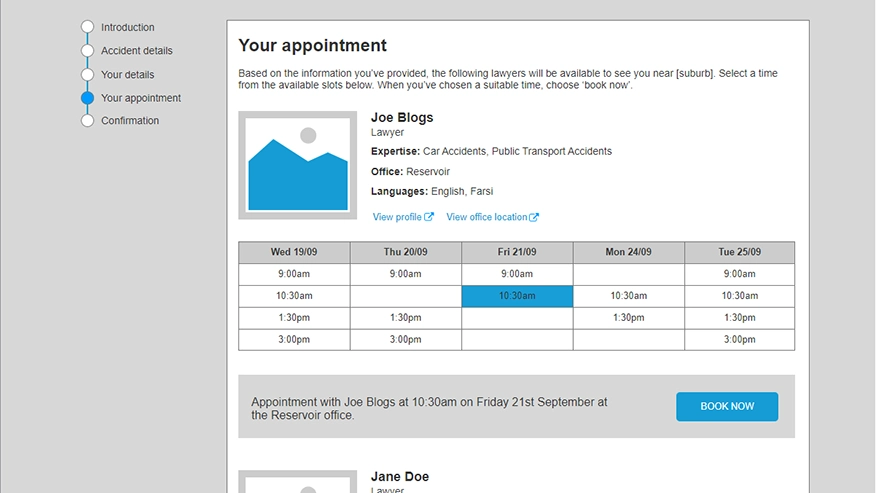 Introduction
Accident details
Your details
Your appointment
Confirmation
Your appointment
Based on the information you've provided, the following lawyers will be available to see you near [suburb]. Select a time
from the available slots below. When you've chosen a suitable time, choose 'book now'.
Joe Blogs
Lawyer
Expertise: Car Accidents, Public Transport Accidents
Office: Reservoir
Languages: English, Farsi
View profile View office location
Wed 19/09 Thu 20/09 Fri 21/09 Mon 24/09 Tue 25/09
9:00am 9:00am 9:00am 9:00am
10:30am 10:30am 10:30am 10:30am
1:30pm 1:30pm 1:30pm 1:30pm
3:00pm 3:00pm 3:00pm
Appointment with Joe Blogs at 10:30am on Friday 21st September at
the Reservoir office.
BOOK NOW
Jane Doe
Lawyer